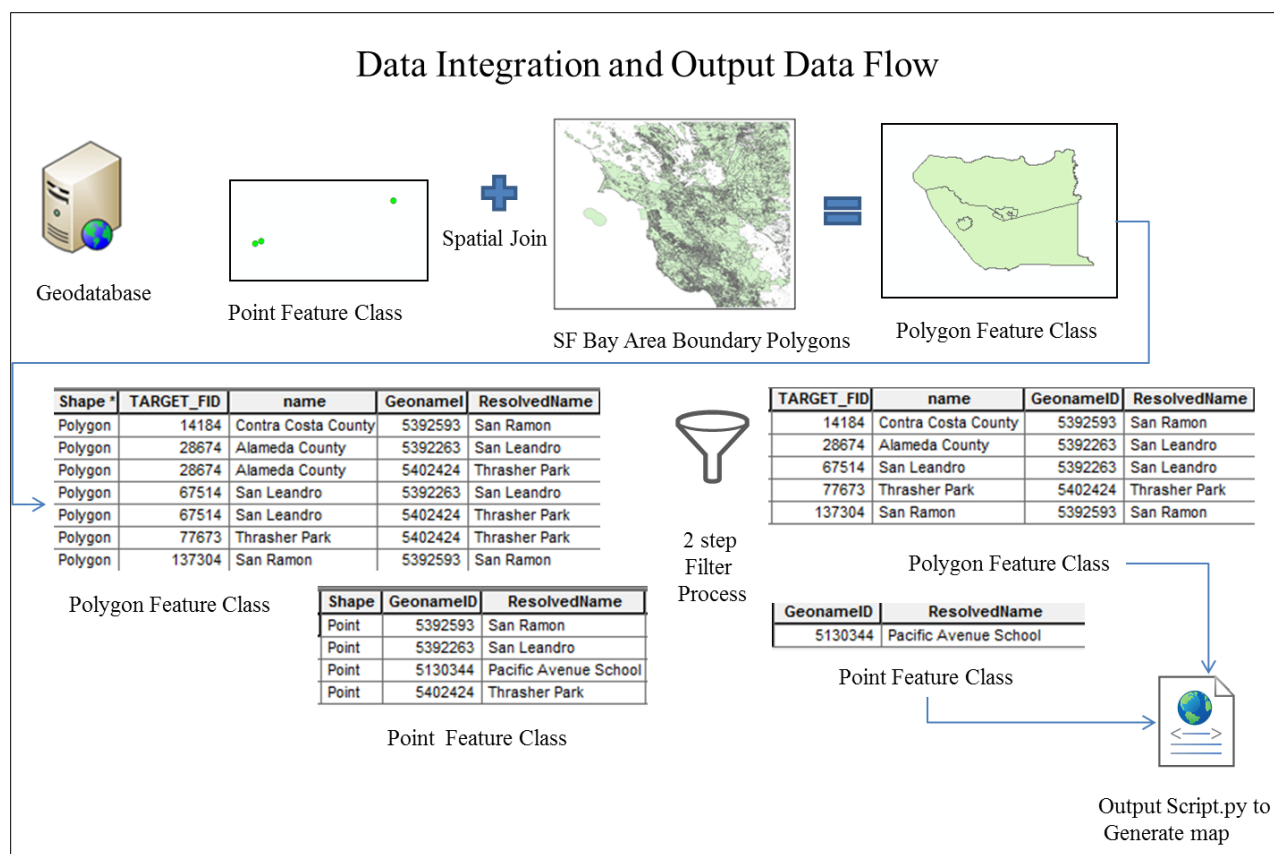 Data Integration and Output Data Flow
Geodatabase
Point Feature Class
Spatial Join
SF Bay Area Boundary Polygons
Polygon Feature Class
Shape * TARGET_FID name GeonameI ResolvedName
Polygon 14184 Contra Costa County 5392593 San Ramon
Polygon 28674 Alameda County 5392263 San Leandro
Polygon 28674 Alameda County 5402424 Thrasher Park
Polygon 67514 San Leandro 5392263 San Leandro
Polygon 67514 San Leandro 5402424 Thrasher Park
Polygon 77673 Thrasher Park 5402424 Thrasher Park
Polygon 137304 San Ramon 5392593 San Ramon
Polygon Feature Class
Shape GeonameID ResolvedName
Point 5392593 San Ramon
Point 5392263 San Leandro
Point 5130344 Pacific Avenue School
Point 5402424 Thrasher Park
Point Feature Class
2 step
Filter
Process
TARGET_FID name GeonameID ResolvedName
14184 Contra Costa County 5392593 San Ramon
28674 Alameda County 5392263 San Leandro
67514 San Leandro 5392263 San Leandro
77673 Thrasher Park 5402424 Thrasher Park
137304 San Ramon 5392593 San Ramon
Polygon Feature Class
GeonameID ResolvedName
5130344 Pacific Avenue School
Point Feature Class
Output Script.py to
Generate map